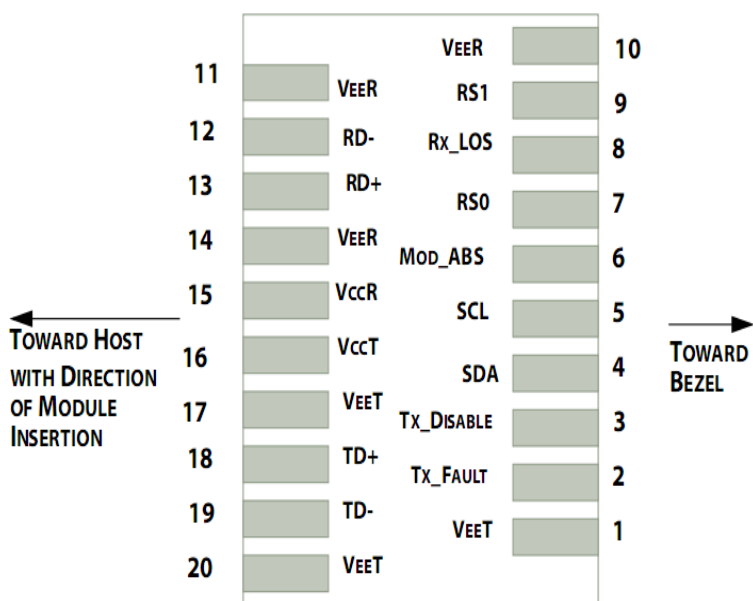 11 VEER
12 RD-
13 RD+
14 VEER
15 VCCR
16 VCCT
17 VEET
18 TD+
19 TD-
20 VEET
VEER 10
RS1 9
RX_LOS 8
RS0 7
MOD_ABS 6
SCL 5
SDA 4
TX_DISABLE 3
TX_FAULT 2
VEET 1
TOWARD HOST
WITH DIRECTION
OF MODULE
INSERTION
TOWARD
BEZEL